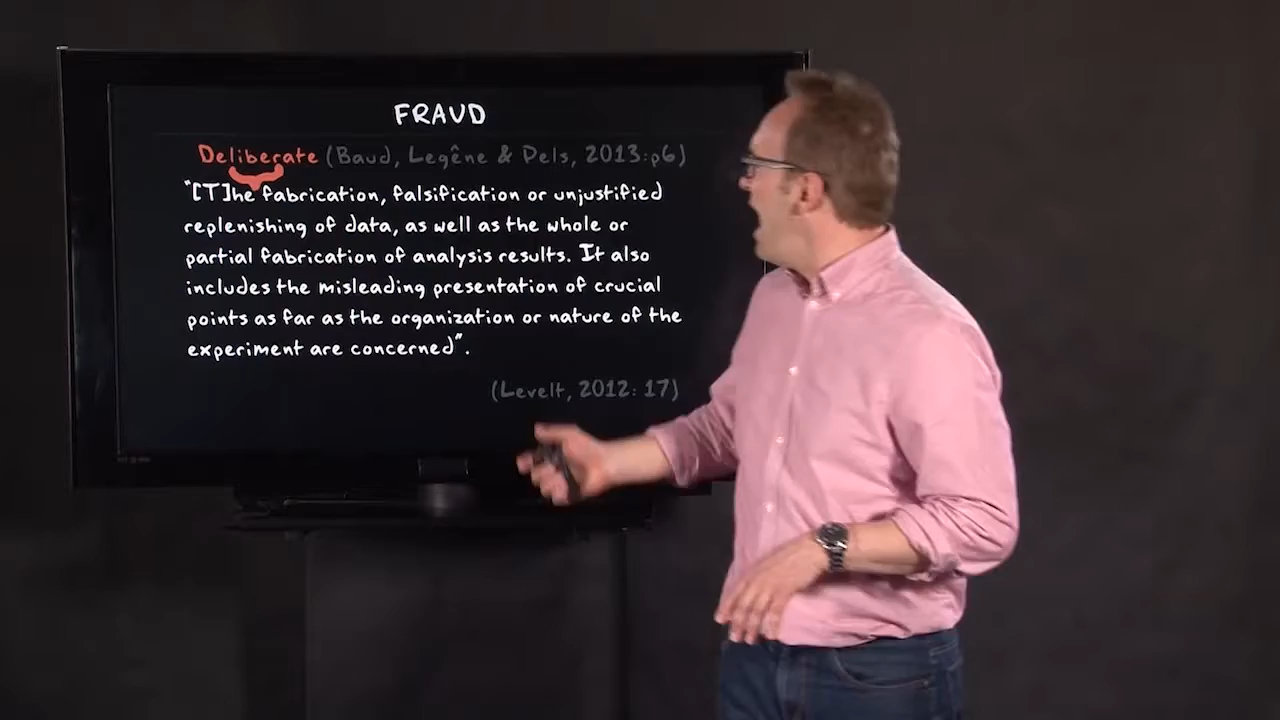 FRAUD
Deliberate (Baud, Legêne & Pels, 2013:p6)
"[T]he fabrication, falsification or unjustified
replenishing of data, as well as the whole or
partial fabrication of analysis results. It also
includes the misleading presentation of crucial
points as far as the organization or nature of the
experiment are concerned".
(Levelt, 2012: 17)